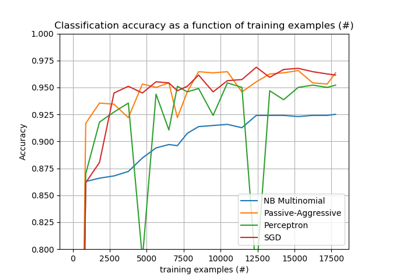 Classification accuracy as a function of training examples (#)
1.000
0.975
0.950
0.925
0.900
0.875
0.850
0.825
0.800
Accuracy
NB Multinomial
Passive-Aggressive
Perceptron
SGD
0 2500 5000 7500 10000 12500 15000 17500
training examples (#)